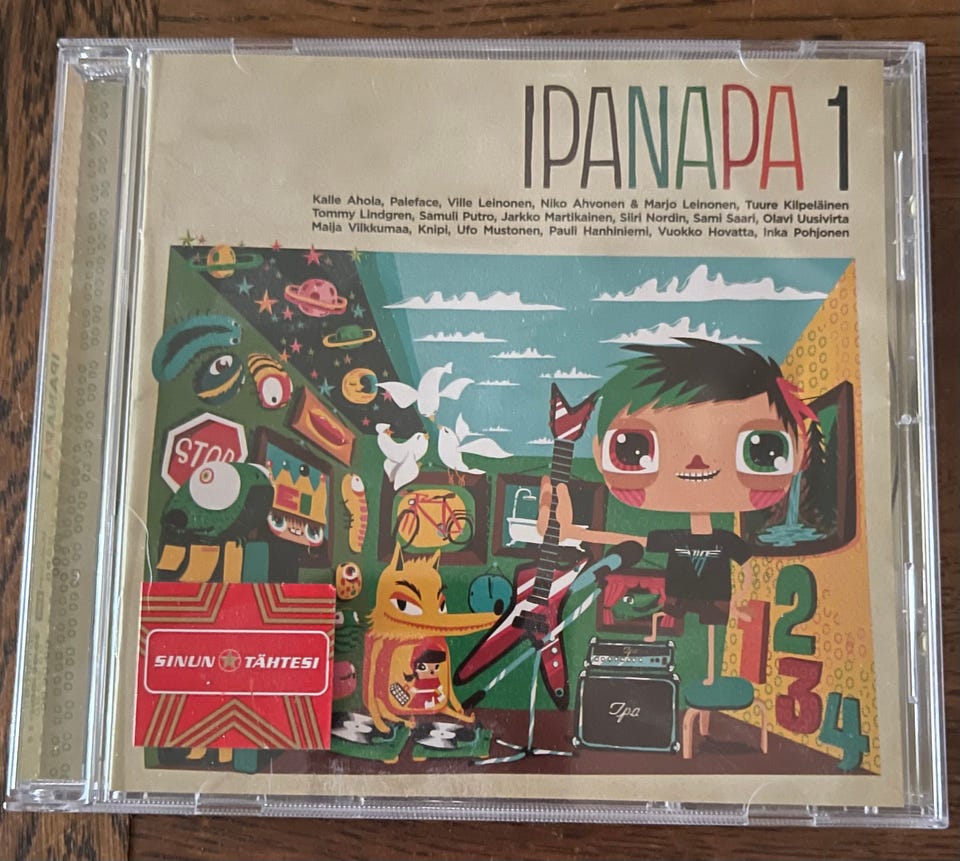 IPANAPA 1
Kalle Ahola, Paleface, Ville Leinonen, Niko Ahvonen & Marjo Leinonen, Tuure Kilpeläinen
Tommy Lindgren, Samuli Putro, Jarkko Martikainen, Siiri Nordin, Sami Saari, Olavi Uusivirta
Maija Vilkkumaa, Knipi, Ufo Mustonen, Pauli Hanhiniemi, Vuokko Hovatta, Inka Pohjonen
STOP
EI
SINUN TÄHTESI
Ipa
1
2
3
4